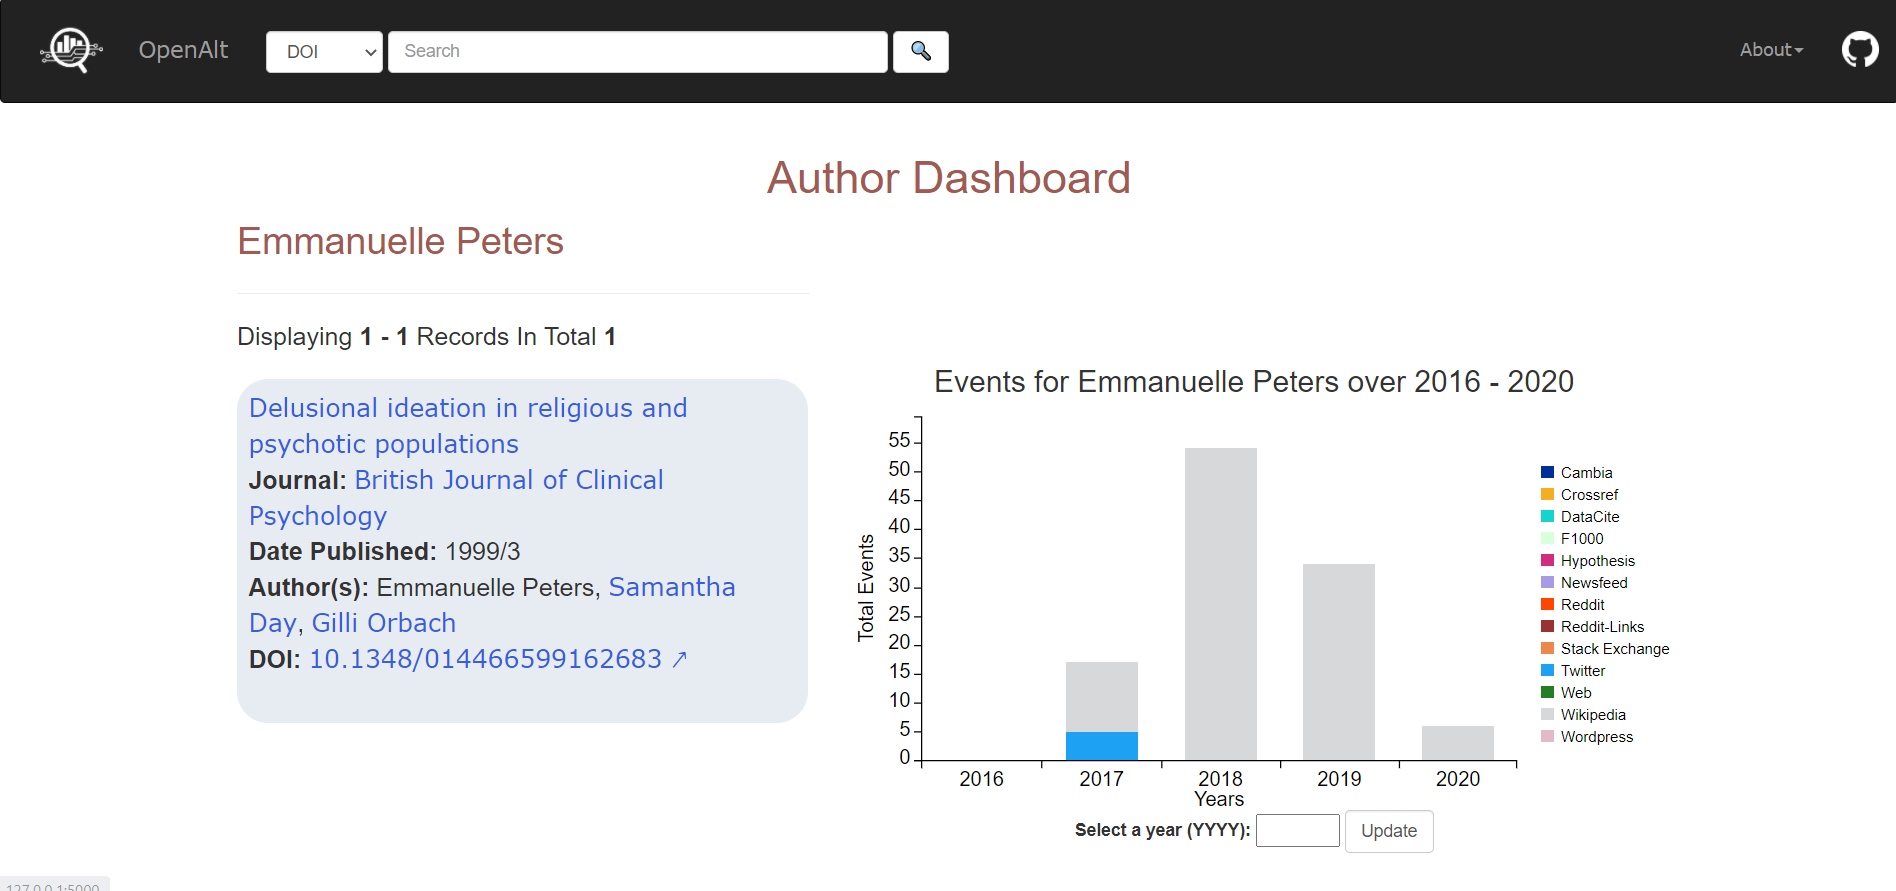 OpenAlt DOI Search About
Author Dashboard
Emmanuelle Peters
Displaying 1 - 1 Records In Total 1
Delusional ideation in religious and
psychotic populations
Journal: British Journal of Clinical
Psychology
Date Published: 1999/3
Author(s): Emmanuelle Peters, Samantha
Day, Gilli Orbach
DOI: 10.1348/014466599162683 ↗
Events for Emmanuelle Peters over 2016 - 2020
Total Events
55
50
45
40
35
30
25
20
15
10
5
0
2016 2017 2018 2019 2020
Years
Cambia
Crossref
DataCite
F1000
Hypothesis
Newsfeed
Reddit
Reddit-Links
Stack Exchange
Twitter
Web
Wikipedia
Wordpress
Select a year (YYYY): Update
127.0.0.1:5000